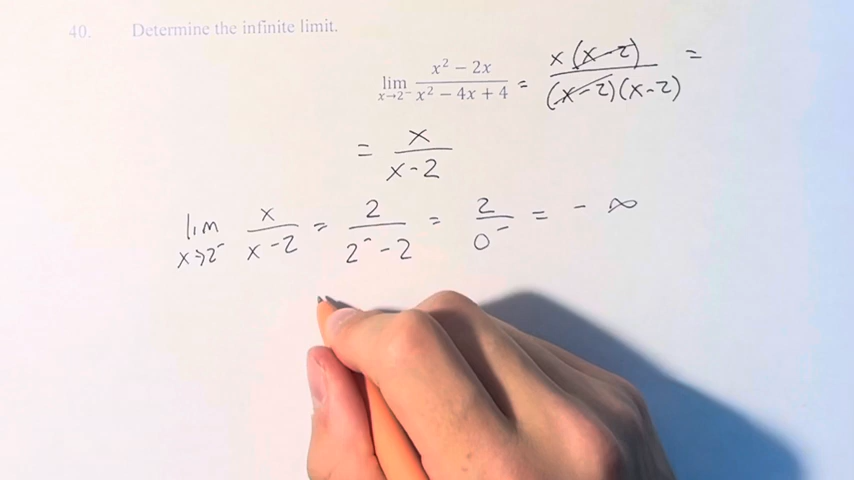 40. Determine the infinite limit.
lim x→2⁻ (x² − 2x)/(x² − 4x + 4) = x(x-2)/((x-2)(x-2)) =
= x/(x-2)
lim x→2⁻ x/(x-2) = 2/(2⁻-2) = 2/0⁻ = - ∞